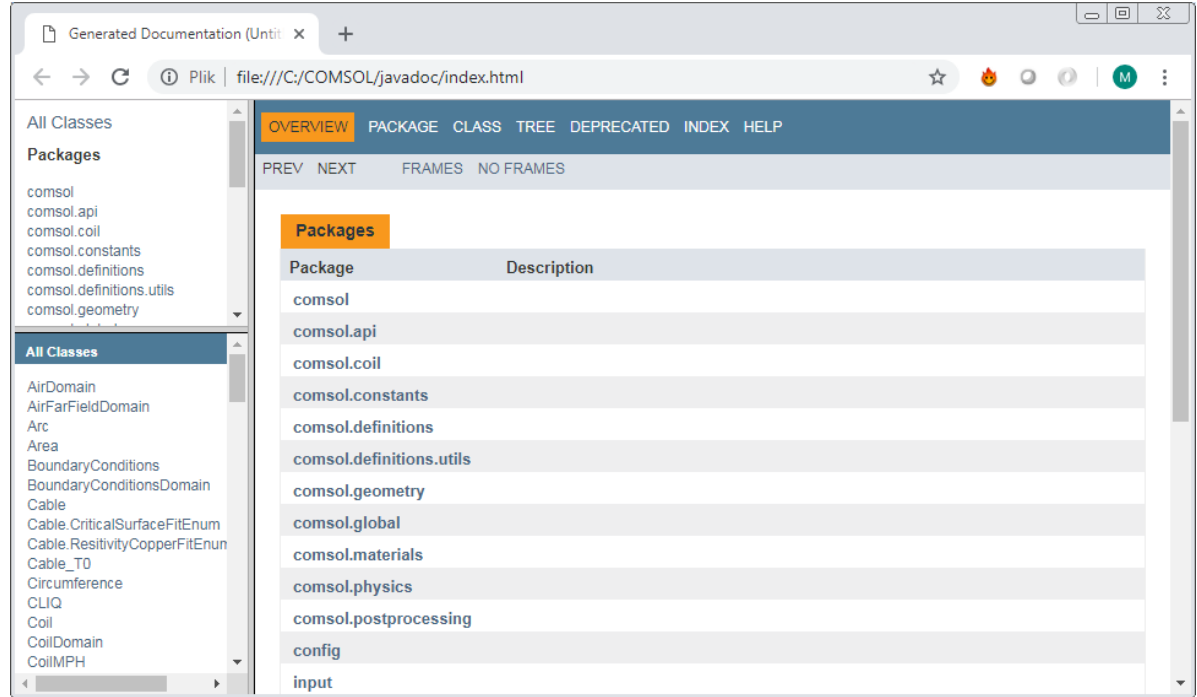 Generated Documentation (Untit
Plik file:///C:/COMSOL/javadoc/index.html
M
All Classes
Packages
comsol
comsol.api
comsol.coil
comsol.constants
comsol.definitions
comsol.definitions.utils
comsol.geometry
All Classes
AirDomain
AirFarFieldDomain
Arc
Area
BoundaryConditions
BoundaryConditionsDomain
Cable
Cable.CriticalSurfaceFitEnum
Cable.ResitivityCopperFitEnum
Cable_T0
Circumference
CLIQ
Coil
CoilDomain
CoilMPH
OVERVIEW PACKAGE CLASS TREE DEPRECATED INDEX HELP
PREV NEXT FRAMES NO FRAMES
Packages
Package Description
comsol
comsol.api
comsol.coil
comsol.constants
comsol.definitions
comsol.definitions.utils
comsol.geometry
comsol.global
comsol.materials
comsol.physics
comsol.postprocessing
config
input